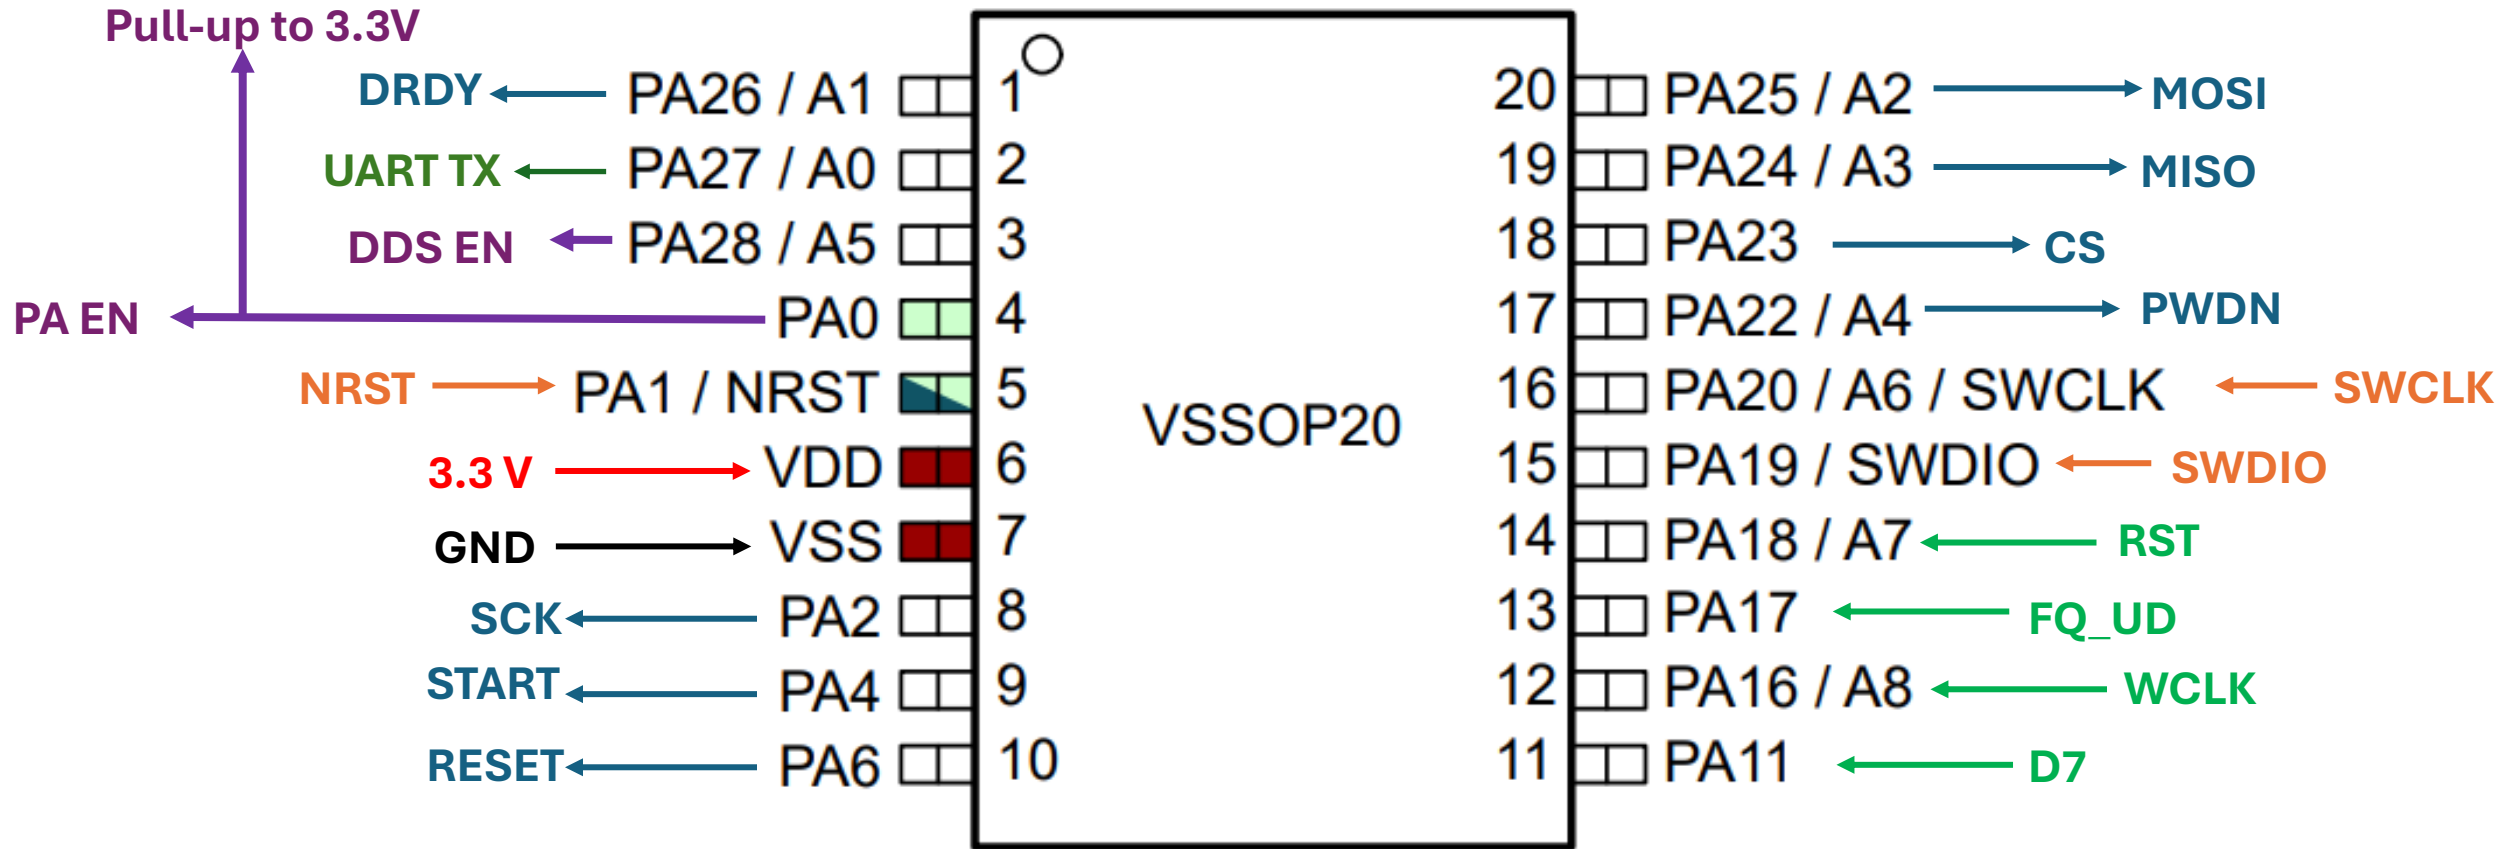 Pull-up to 3.3V
DRDY PA26 / A1 1 20 PA25 / A2 MOSI
UART TX PA27 / A0 2 19 PA24 / A3 MISO
DDS EN PA28 / A5 3 18 PA23 CS
PA EN PA0 4 17 PA22 / A4 PWDN
NRST PA1 / NRST 5 16 PA20 / A6 / SWCLK SWCLK
VSSOP20
3.3 V VDD 6 15 PA19 / SWDIO SWDIO
GND VSS 7 14 PA18 / A7 RST
SCK PA2 8 13 PA17 FQ_UD
START PA4 9 12 PA16 / A8 WCLK
RESET PA6 10 11 PA11 D7